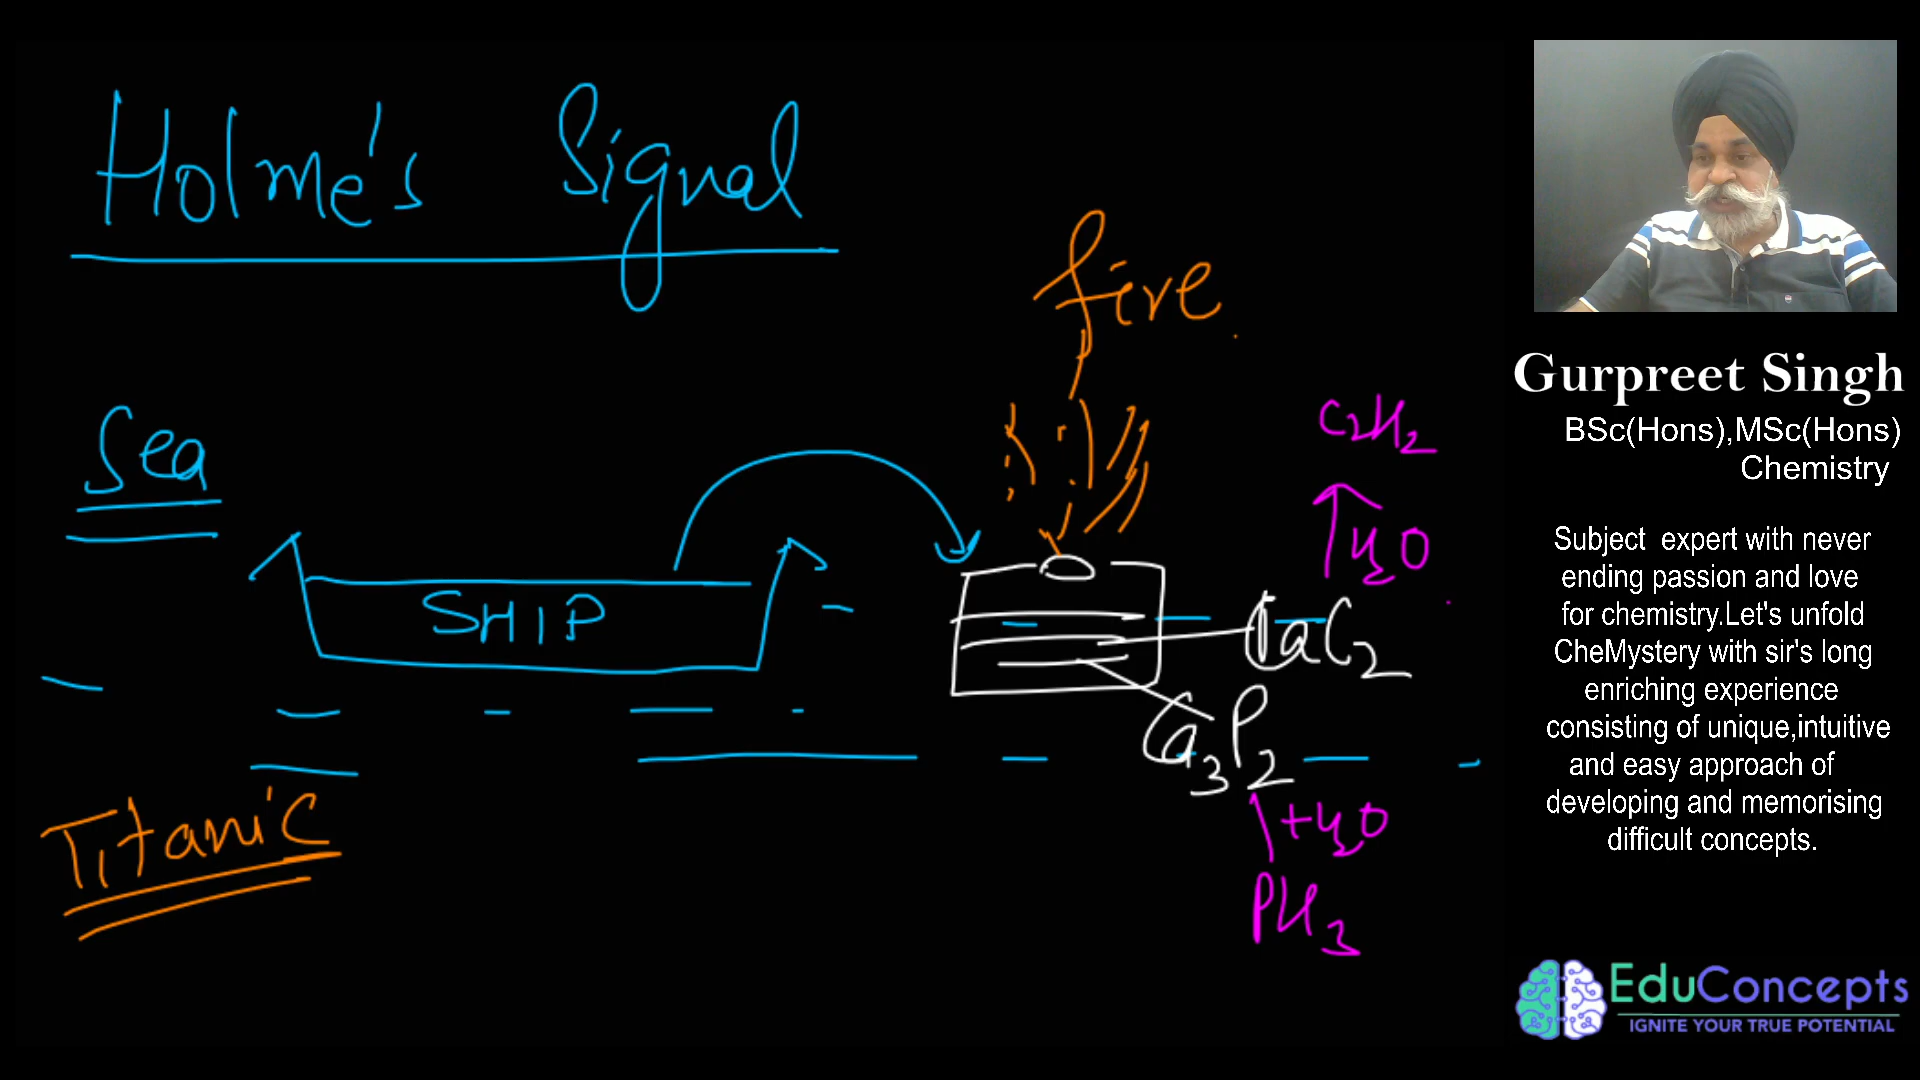 Holme's Signal
fire
Sea
C2H2
H2O
SHIP
CaC2
Ca3P2
+H2O
PH3
Titanic
Gurpreet Singh
BSc(Hons),MSc(Hons)
Chemistry
Subject expert with never
ending passion and love
for chemistry.Let's unfold
CheMystery with sir's long
enriching experience
consisting of unique,intuitive
and easy approach of
developing and memorising
difficult concepts.
EduConcepts
IGNITE YOUR TRUE POTENTIAL